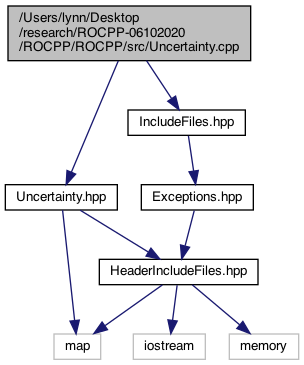 /Users/lynn/Desktop
/research/ROCPP-06102020
/ROCPP/ROCPP/src/Uncertainty.cpp
IncludeFiles.hpp
Uncertainty.hpp
Exceptions.hpp
HeaderIncludeFiles.hpp
map
iostream
memory